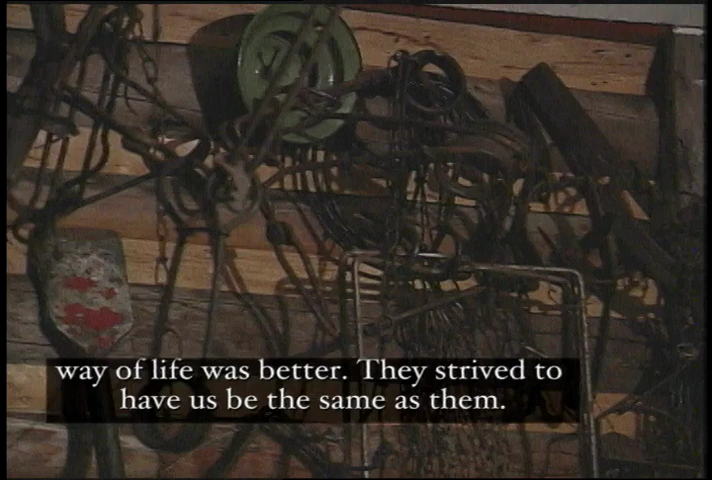 way of life was better. They strived to
have us be the same as them.